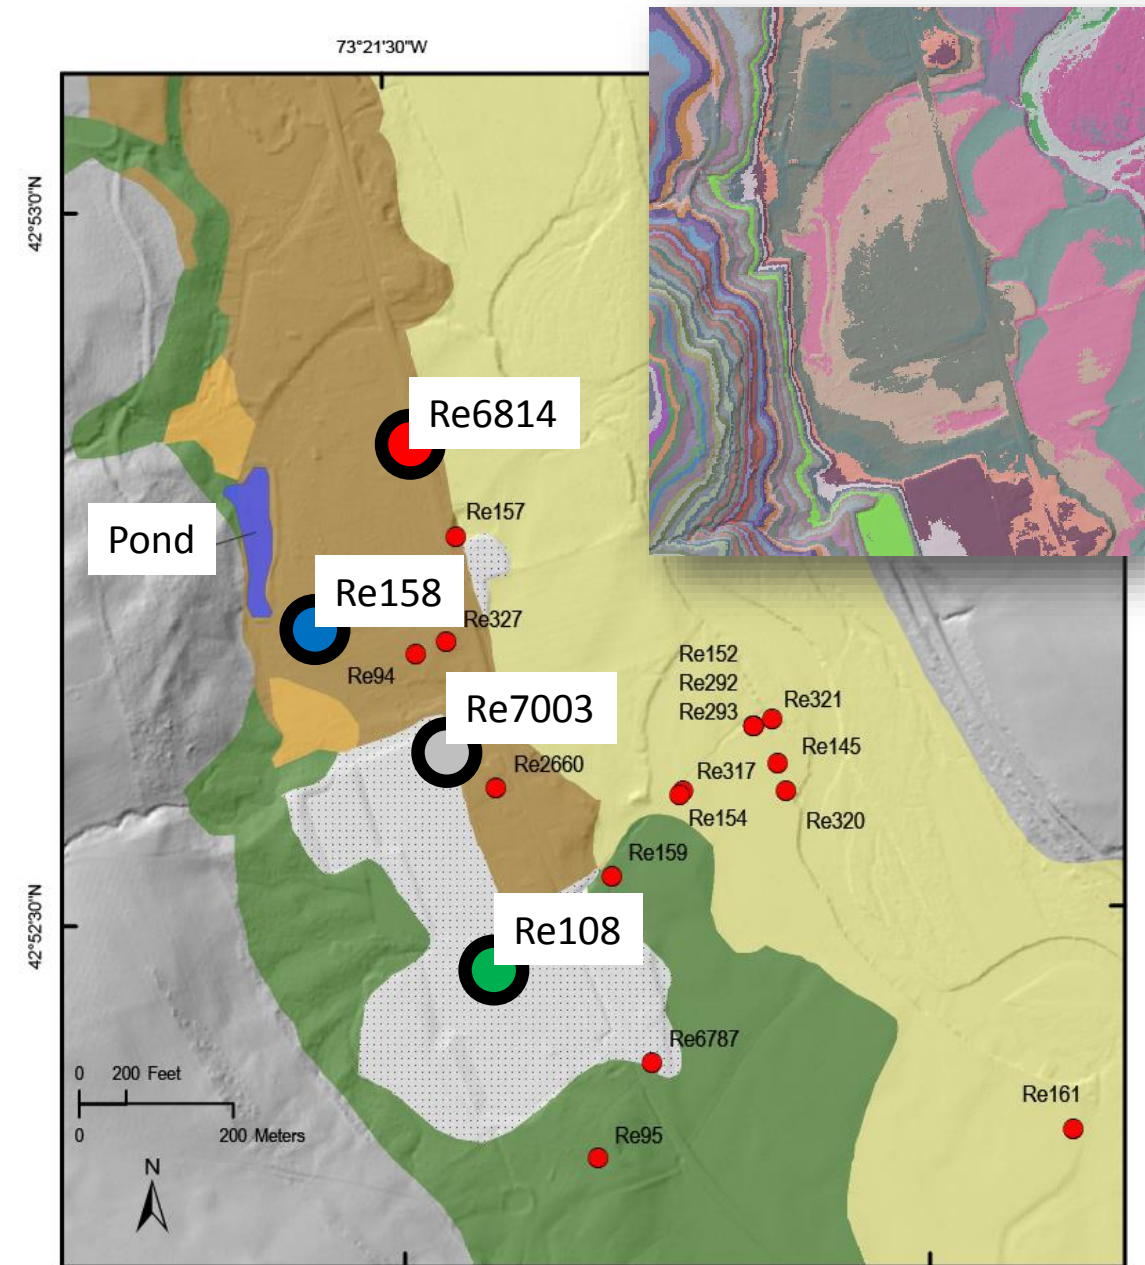 73°21'30"W
42°53'0"N
Re6814
Re157
Pond
Re158
Re327
Re94
Re152
Re292
Re293
Re321
Re7003
Re145
Re2660
Re317
Re154
Re320
Re159
42°52'30"N
Re108
Re6787
0 200 Feet
Re161
0 200 Meters
Re95
N